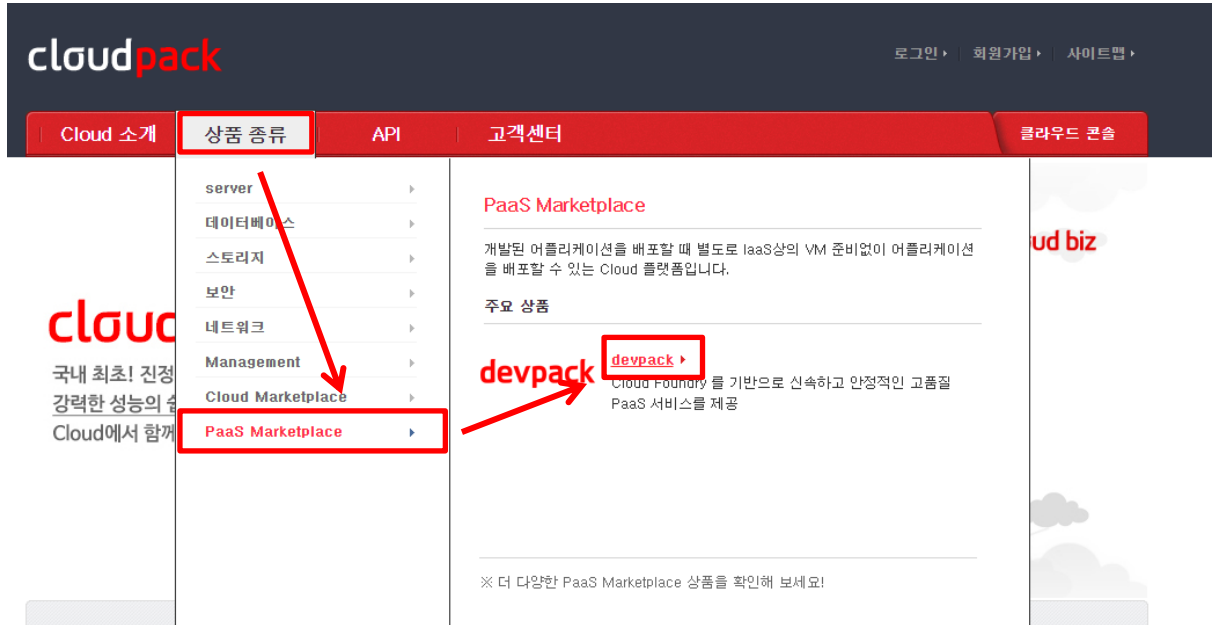 cloudpack
로그인 회원가입 사이트맵
Cloud 소개 상품 종류 API 고객센터 클라우드 콘솔
server
데이터베이스
스토리지
보안
네트워크
Management
Cloud Marketplace
PaaS Marketplace
PaaS Marketplace
개발된 어플리케이션을 배포할 때 별도로 IaaS상의 VM 준비없이 어플리케이션
을 배포할 수 있는 Cloud 플랫폼입니다.
주요 상품
devpack
devpack
Cloud Foundry 를 기반으로 신속하고 안정적인 고품질
PaaS 서비스를 제공
※ 더 다양한 PaaS Marketplace 상품을 확인해 보세요!
국내 최초! 진정
강력한 성능의
Cloud에서 함께
biz